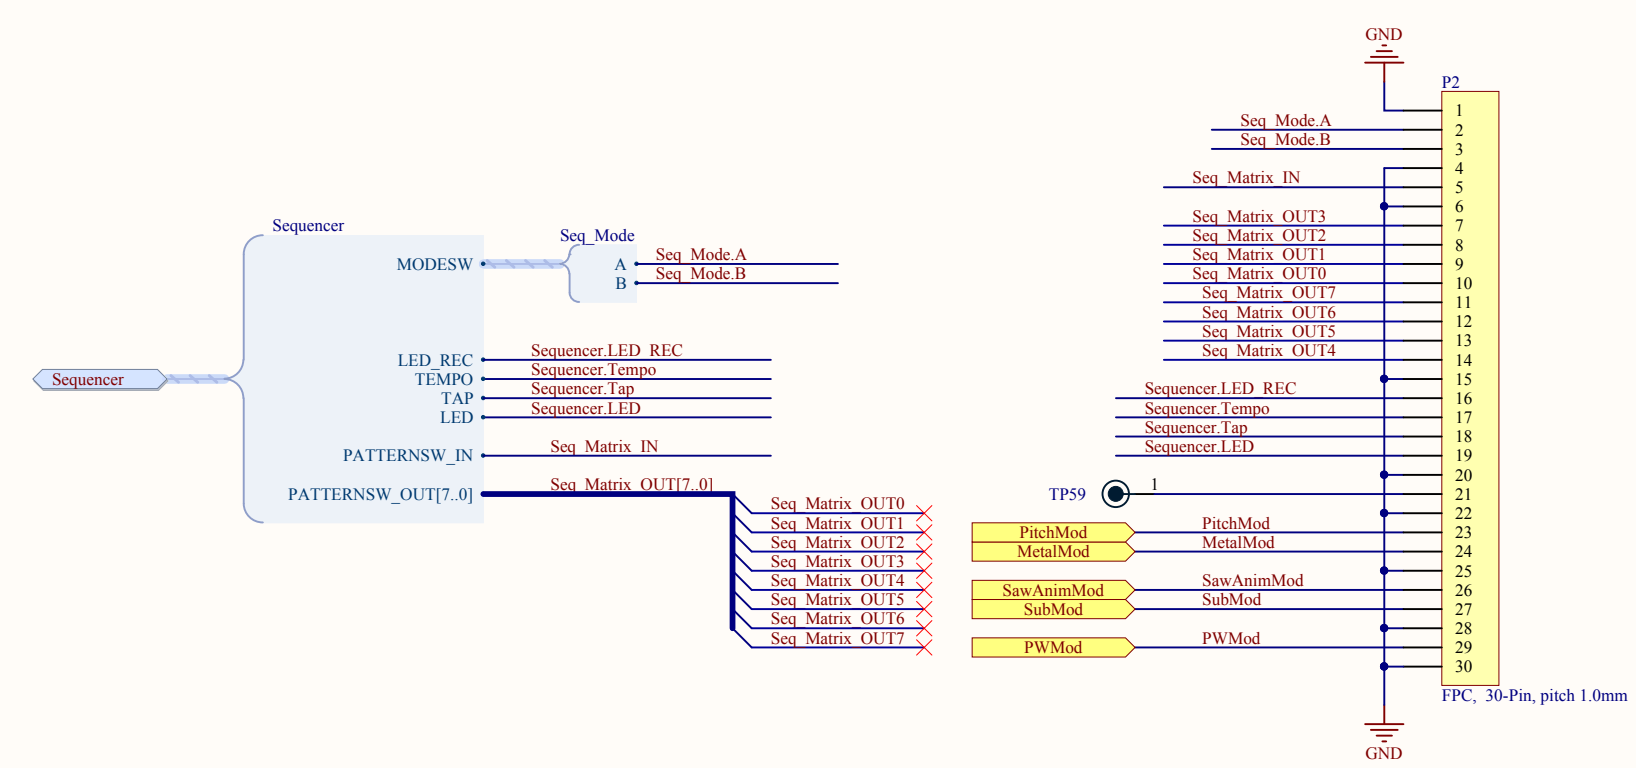 Sequencer
Sequencer
MODESW
LED_REC
TEMPO
TAP
LED
PATTERNSW_IN
PATTERNSW_OUT[7..0]
Seq_Mode
A
B
Seq_Mode.A
Seq_Mode.B
Sequencer.LED_REC
Sequencer.Tempo
Sequencer.Tap
Sequencer.LED
Seq_Matrix_IN
Seq_Matrix_OUT[7..0]
Seq_Matrix_OUT0
Seq_Matrix_OUT1
Seq_Matrix_OUT2
Seq_Matrix_OUT3
Seq_Matrix_OUT4
Seq_Matrix_OUT5
Seq_Matrix_OUT6
Seq_Matrix_OUT7
GND
P2
1
Seq_Mode.A 2
Seq_Mode.B 3
4
Seq_Matrix_IN 5
6
Seq_Matrix_OUT3 7
Seq_Matrix_OUT2 8
Seq_Matrix_OUT1 9
Seq_Matrix_OUT0 10
Seq_Matrix_OUT7 11
Seq_Matrix_OUT6 12
Seq_Matrix_OUT5 13
Seq_Matrix_OUT4 14
15
Sequencer.LED_REC 16
Sequencer.Tempo 17
Sequencer.Tap 18
Sequencer.LED 19
20
TP59 1 21
22
PitchMod PitchMod 23
MetalMod MetalMod 24
25
SawAnimMod SawAnimMod 26
SubMod SubMod 27
28
PWMod PWMod 29
30
FPC, 30-Pin, pitch 1.0mm
GND